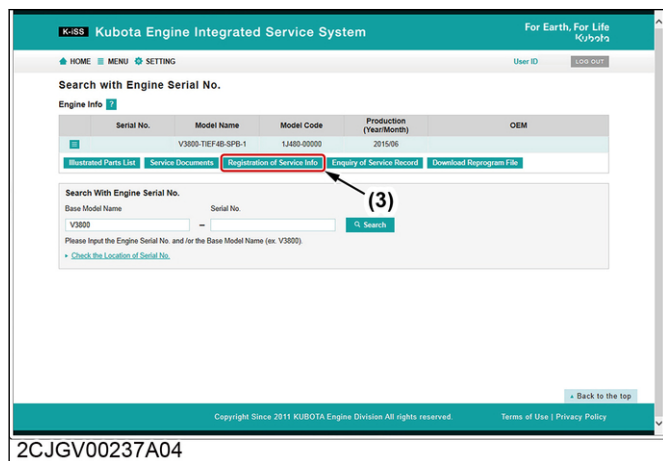 K-iSS Kubota Engine Integrated Service System
For Earth, For Life
Kubota
HOME MENU SETTING
User ID
LOG OUT
Search with Engine Serial No.
Engine Info ?
Serial No. Model Name Model Code Production (Year/Month) OEM
V3800-TIEF4B-SPB-1 1J480-00000 2015/06
Illustrated Parts List Service Documents Registration of Service Info Enquiry of Service Record Download Reprogram File
(3)
Search With Engine Serial No.
Base Model Name Serial No.
V3800 – Search
Please Input the Engine Serial No. and /or the Base Model Name (ex. V3800).
Check the Location of Serial No.
Back to the top
Copyright Since 2011 KUBOTA Engine Division All rights reserved.
Terms of Use | Privacy Policy
2CJGV00237A04